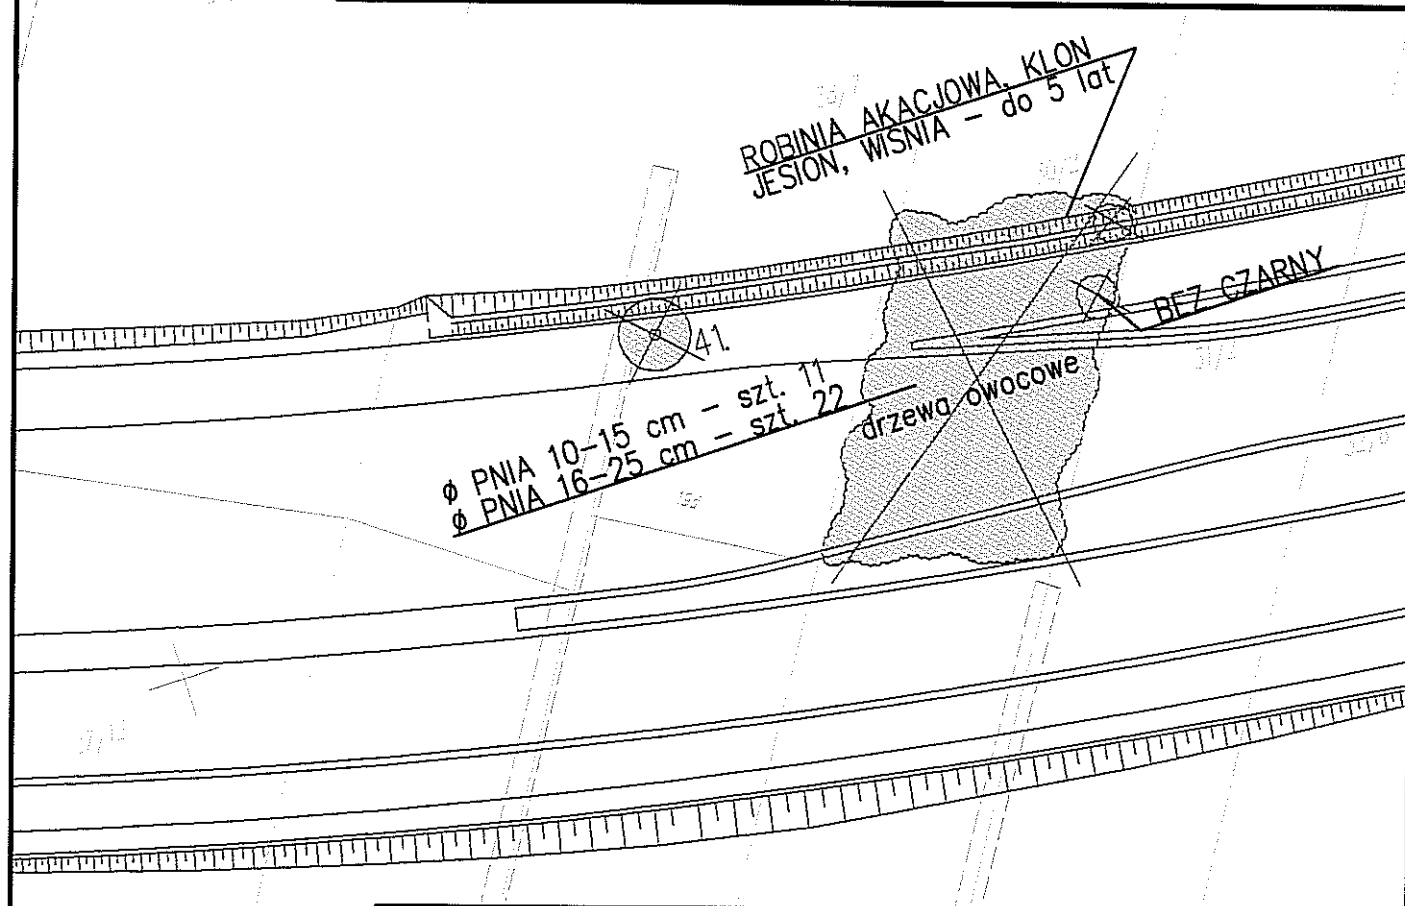 ROBINIA AKACJOWA, KLON
JESION, WIŚNIA – do 5 lat
BEZ CZARNY
41.
ϕ PNIA 10–15 cm – szt. 11
ϕ PNIA 16–25 cm – szt. 22
drzewa owocowe